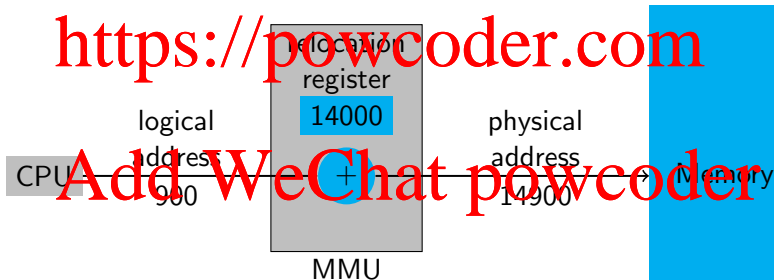 https://powcoder.com
relocation
register
14000
logical
address
900
physical
address
14900
CPU
+
Memory
MMU
Add WeChat powcoder